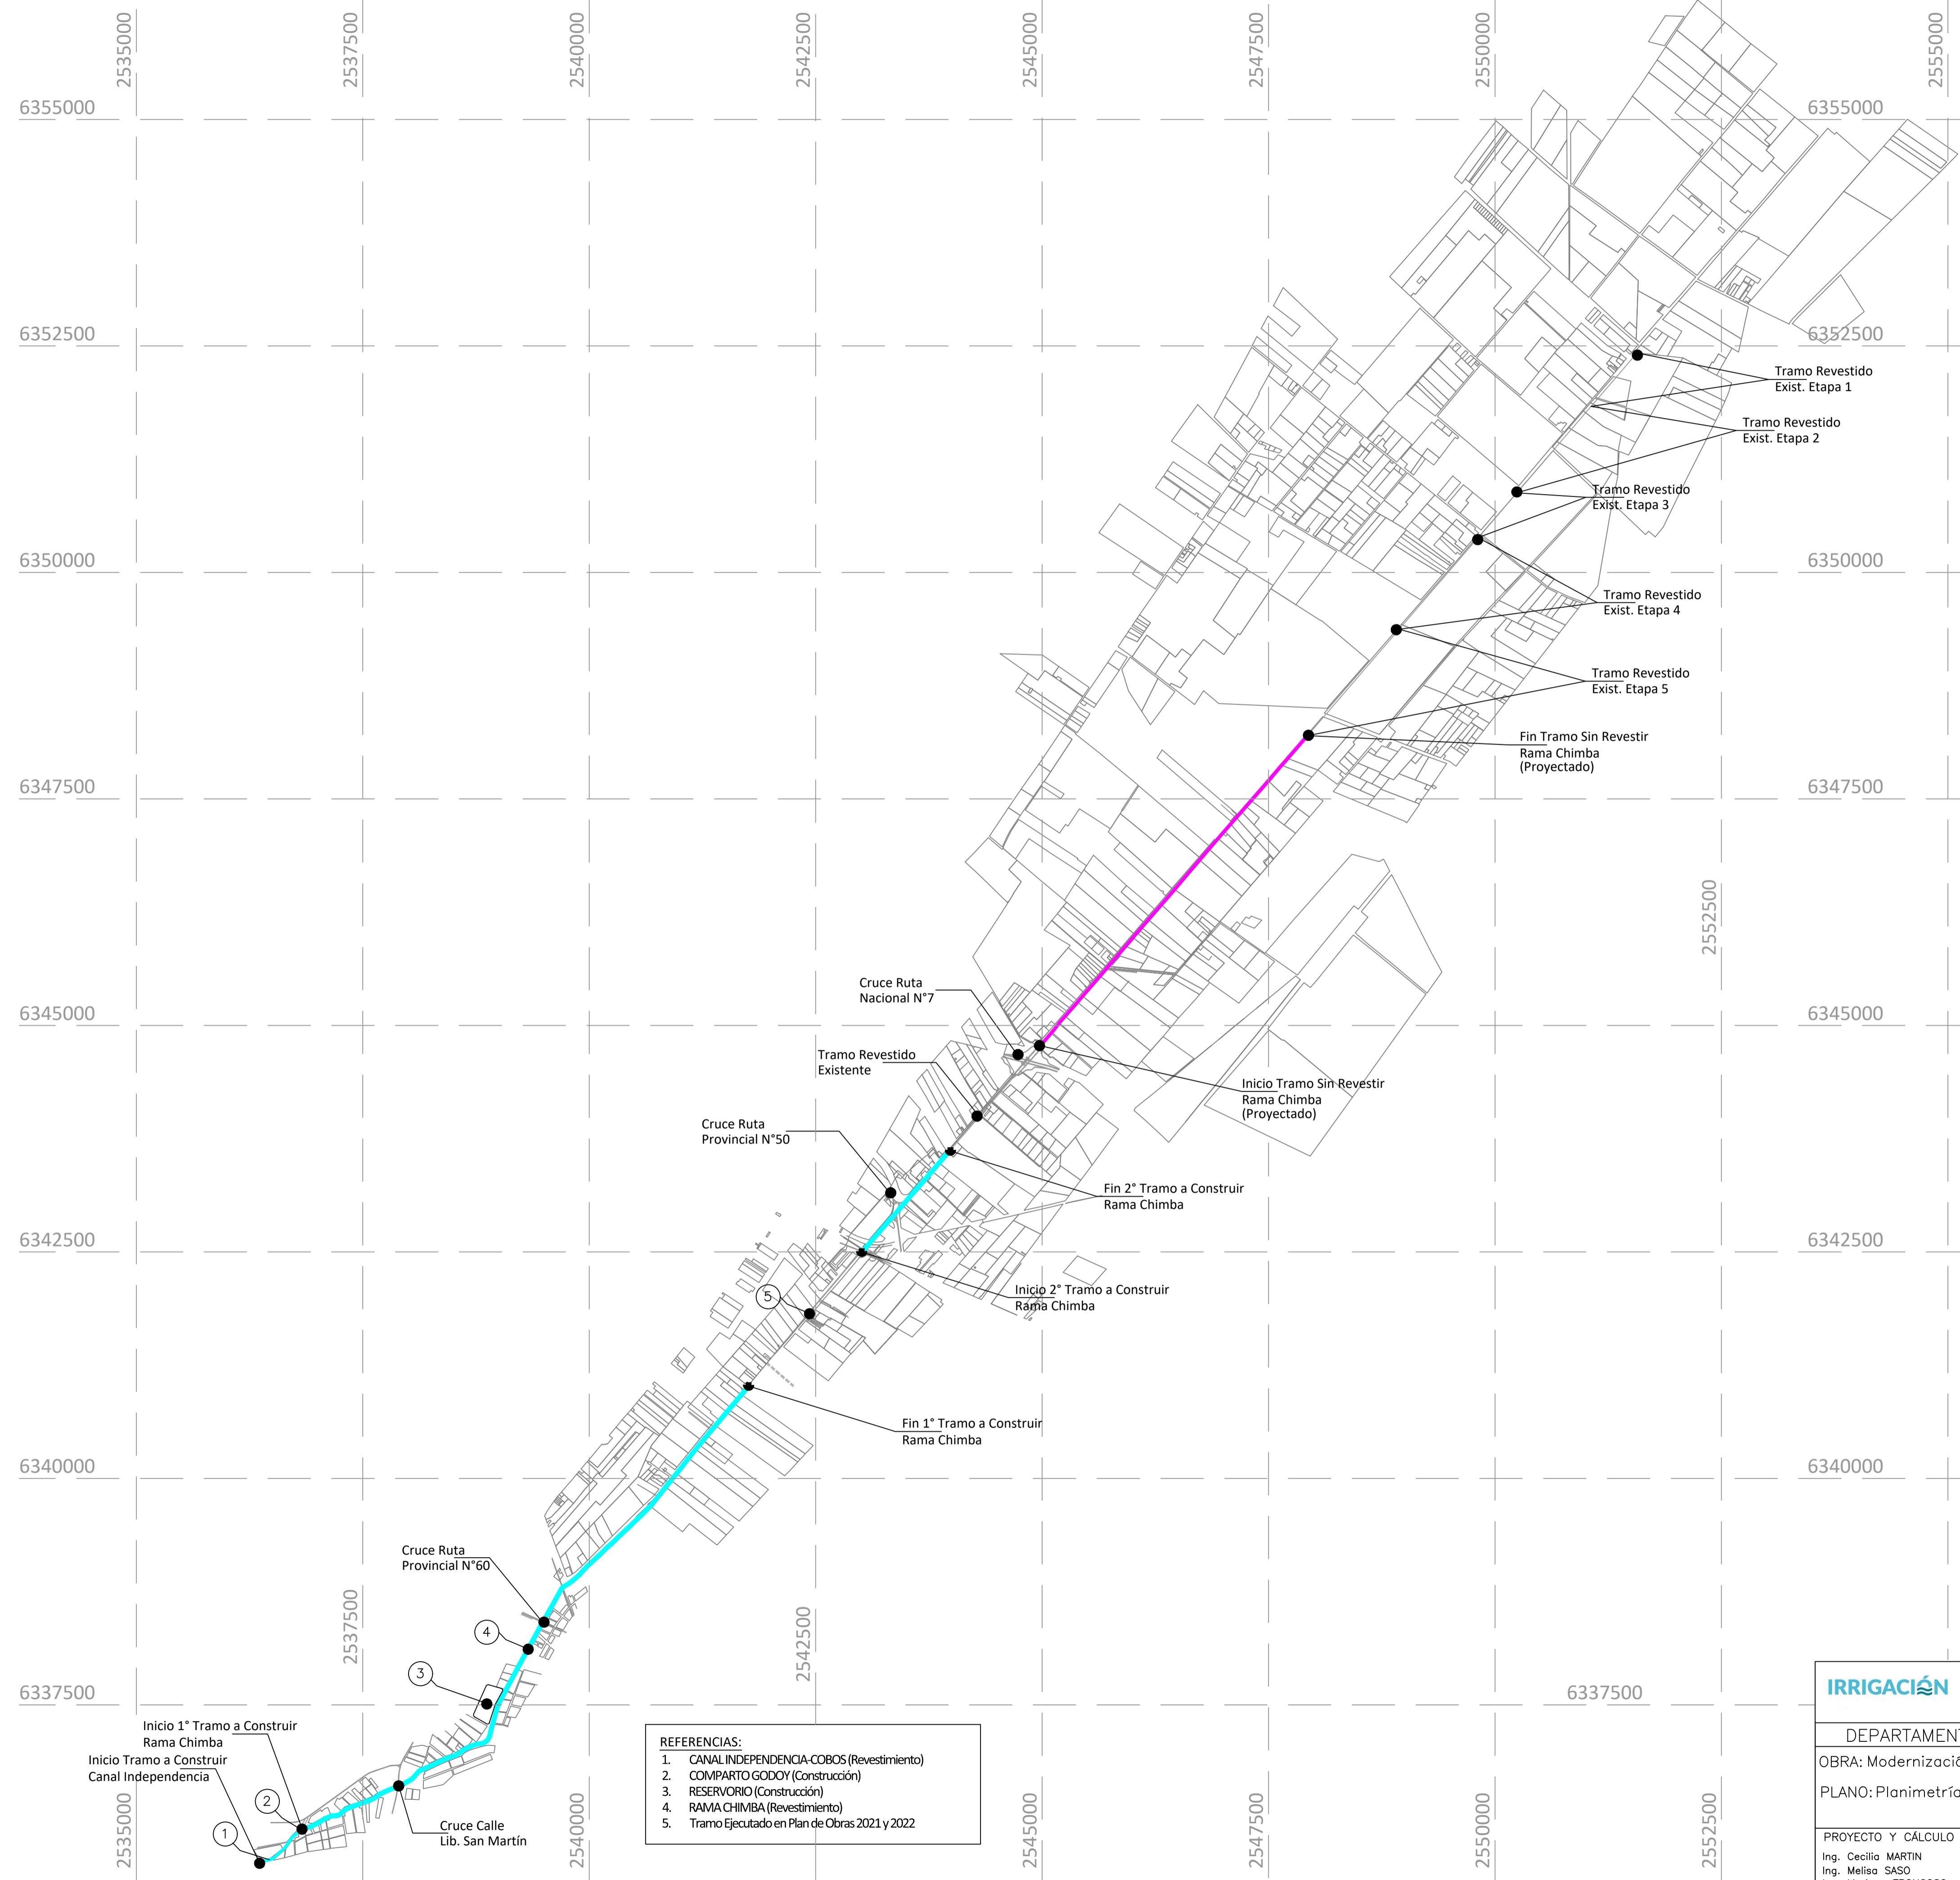 2535000
2537500
2540000
2542500
2545000
2547500
2550000
2555000
6355000
6355000
6352500
6352500
Tramo Revestido
Exist. Etapa 1
Tramo Revestido
Exist. Etapa 2
Tramo Revestido
Exist. Etapa 3
6350000
6350000
Tramo Revestido
Exist. Etapa 4
Tramo Revestido
Exist. Etapa 5
Fin Tramo Sin Revestir
Rama Chimba
(Proyectado)
6347500
6347500
2552500
Cruce Ruta
Nacional N°7
6345000
6345000
Tramo Revestido
Existente
Inicio Tramo Sin Revestir
Rama Chimba
(Proyectado)
Cruce Ruta
Provincial N°50
Fin 2° Tramo a Construir
Rama Chimba
6342500
6342500
Inicio 2° Tramo a Construir
Rama Chimba
5
Fin 1° Tramo a Construir
Rama Chimba
6340000
6340000
Cruce Ruta
Provincial N°60
2537500
2542500
4
3
6337500
6337500
Inicio 1° Tramo a Construir
Rama Chimba
Inicio Tramo a Construir
Canal Independencia
2
1
Cruce Calle
Lib. San Martín
REFERENCIAS:
1. CANAL INDEPENDENCIA-COBOS (Revestimiento)
2. COMPARTO GODOY (Construcción)
3. RESERVORIO (Construcción)
4. RAMA CHIMBA (Revestimiento)
5. Tramo Ejecutado en Plan de Obras 2021 y 2022
2535000
2540000
2545000
2547500
2550000
2552500
IRRIGACIÓN
DEPARTAMEN
OBRA: Modernizació
PLANO: Planimetría
PROYECTO Y CÁLCULO
Ing. Cecilia MARTIN
Ing. Melisa SASO